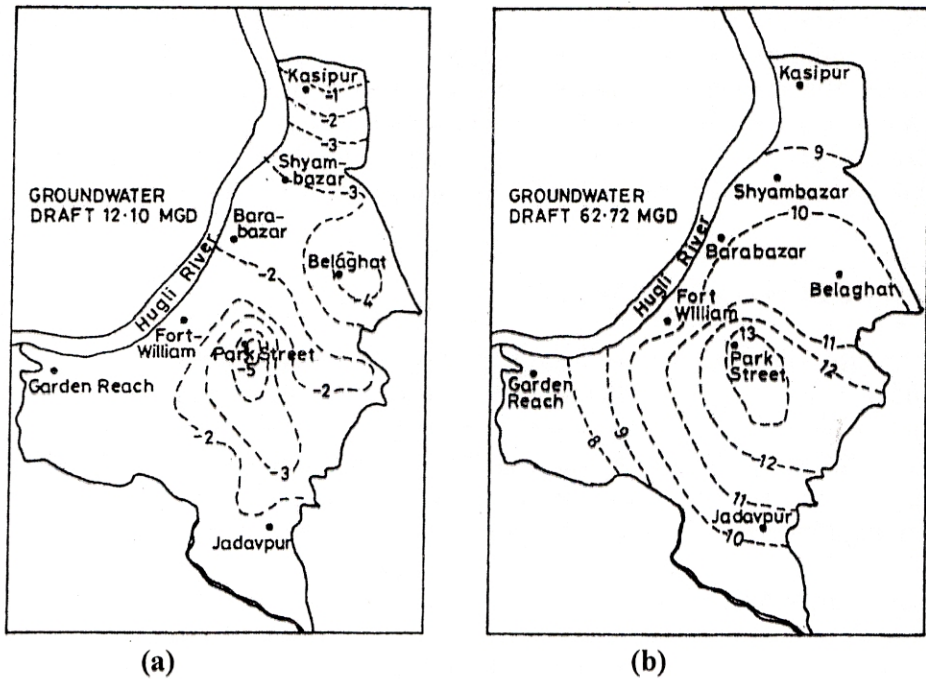 Kasipur
-1
-2
-3
Shyam-
bazar
-3
GROUNDWATER
DRAFT 12·10 MGD
Bara-
bazar
Hugli River
-2
Belaghat
4
Fort-
William
Park Street
-5
-2
Garden Reach
-2
-3
Jadavpur
(a)
Kasipur
9
Shyambazar
GROUNDWATER
DRAFT 62·72 MGD
10
Barabazar
Hugli River
Belaghat
Fort
William
13
11
Park
Street
12
Garden
Reach
8
9
12
11
Jadavpur
10
(b)